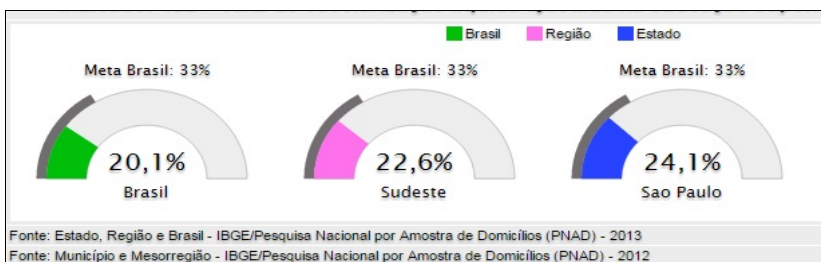 Brasil Região Estado
Meta Brasil: 33% Meta Brasil: 33% Meta Brasil: 33%
20,1% 22,6% 24,1%
Brasil Sudeste Sao Paulo
Fonte: Estado, Região e Brasil - IBGE/Pesquisa Nacional por Amostra de Domicílios (PNAD) - 2013
Fonte: Município e Mesorregião - IBGE/Pesquisa Nacional por Amostra de Domicílios (PNAD) - 2012